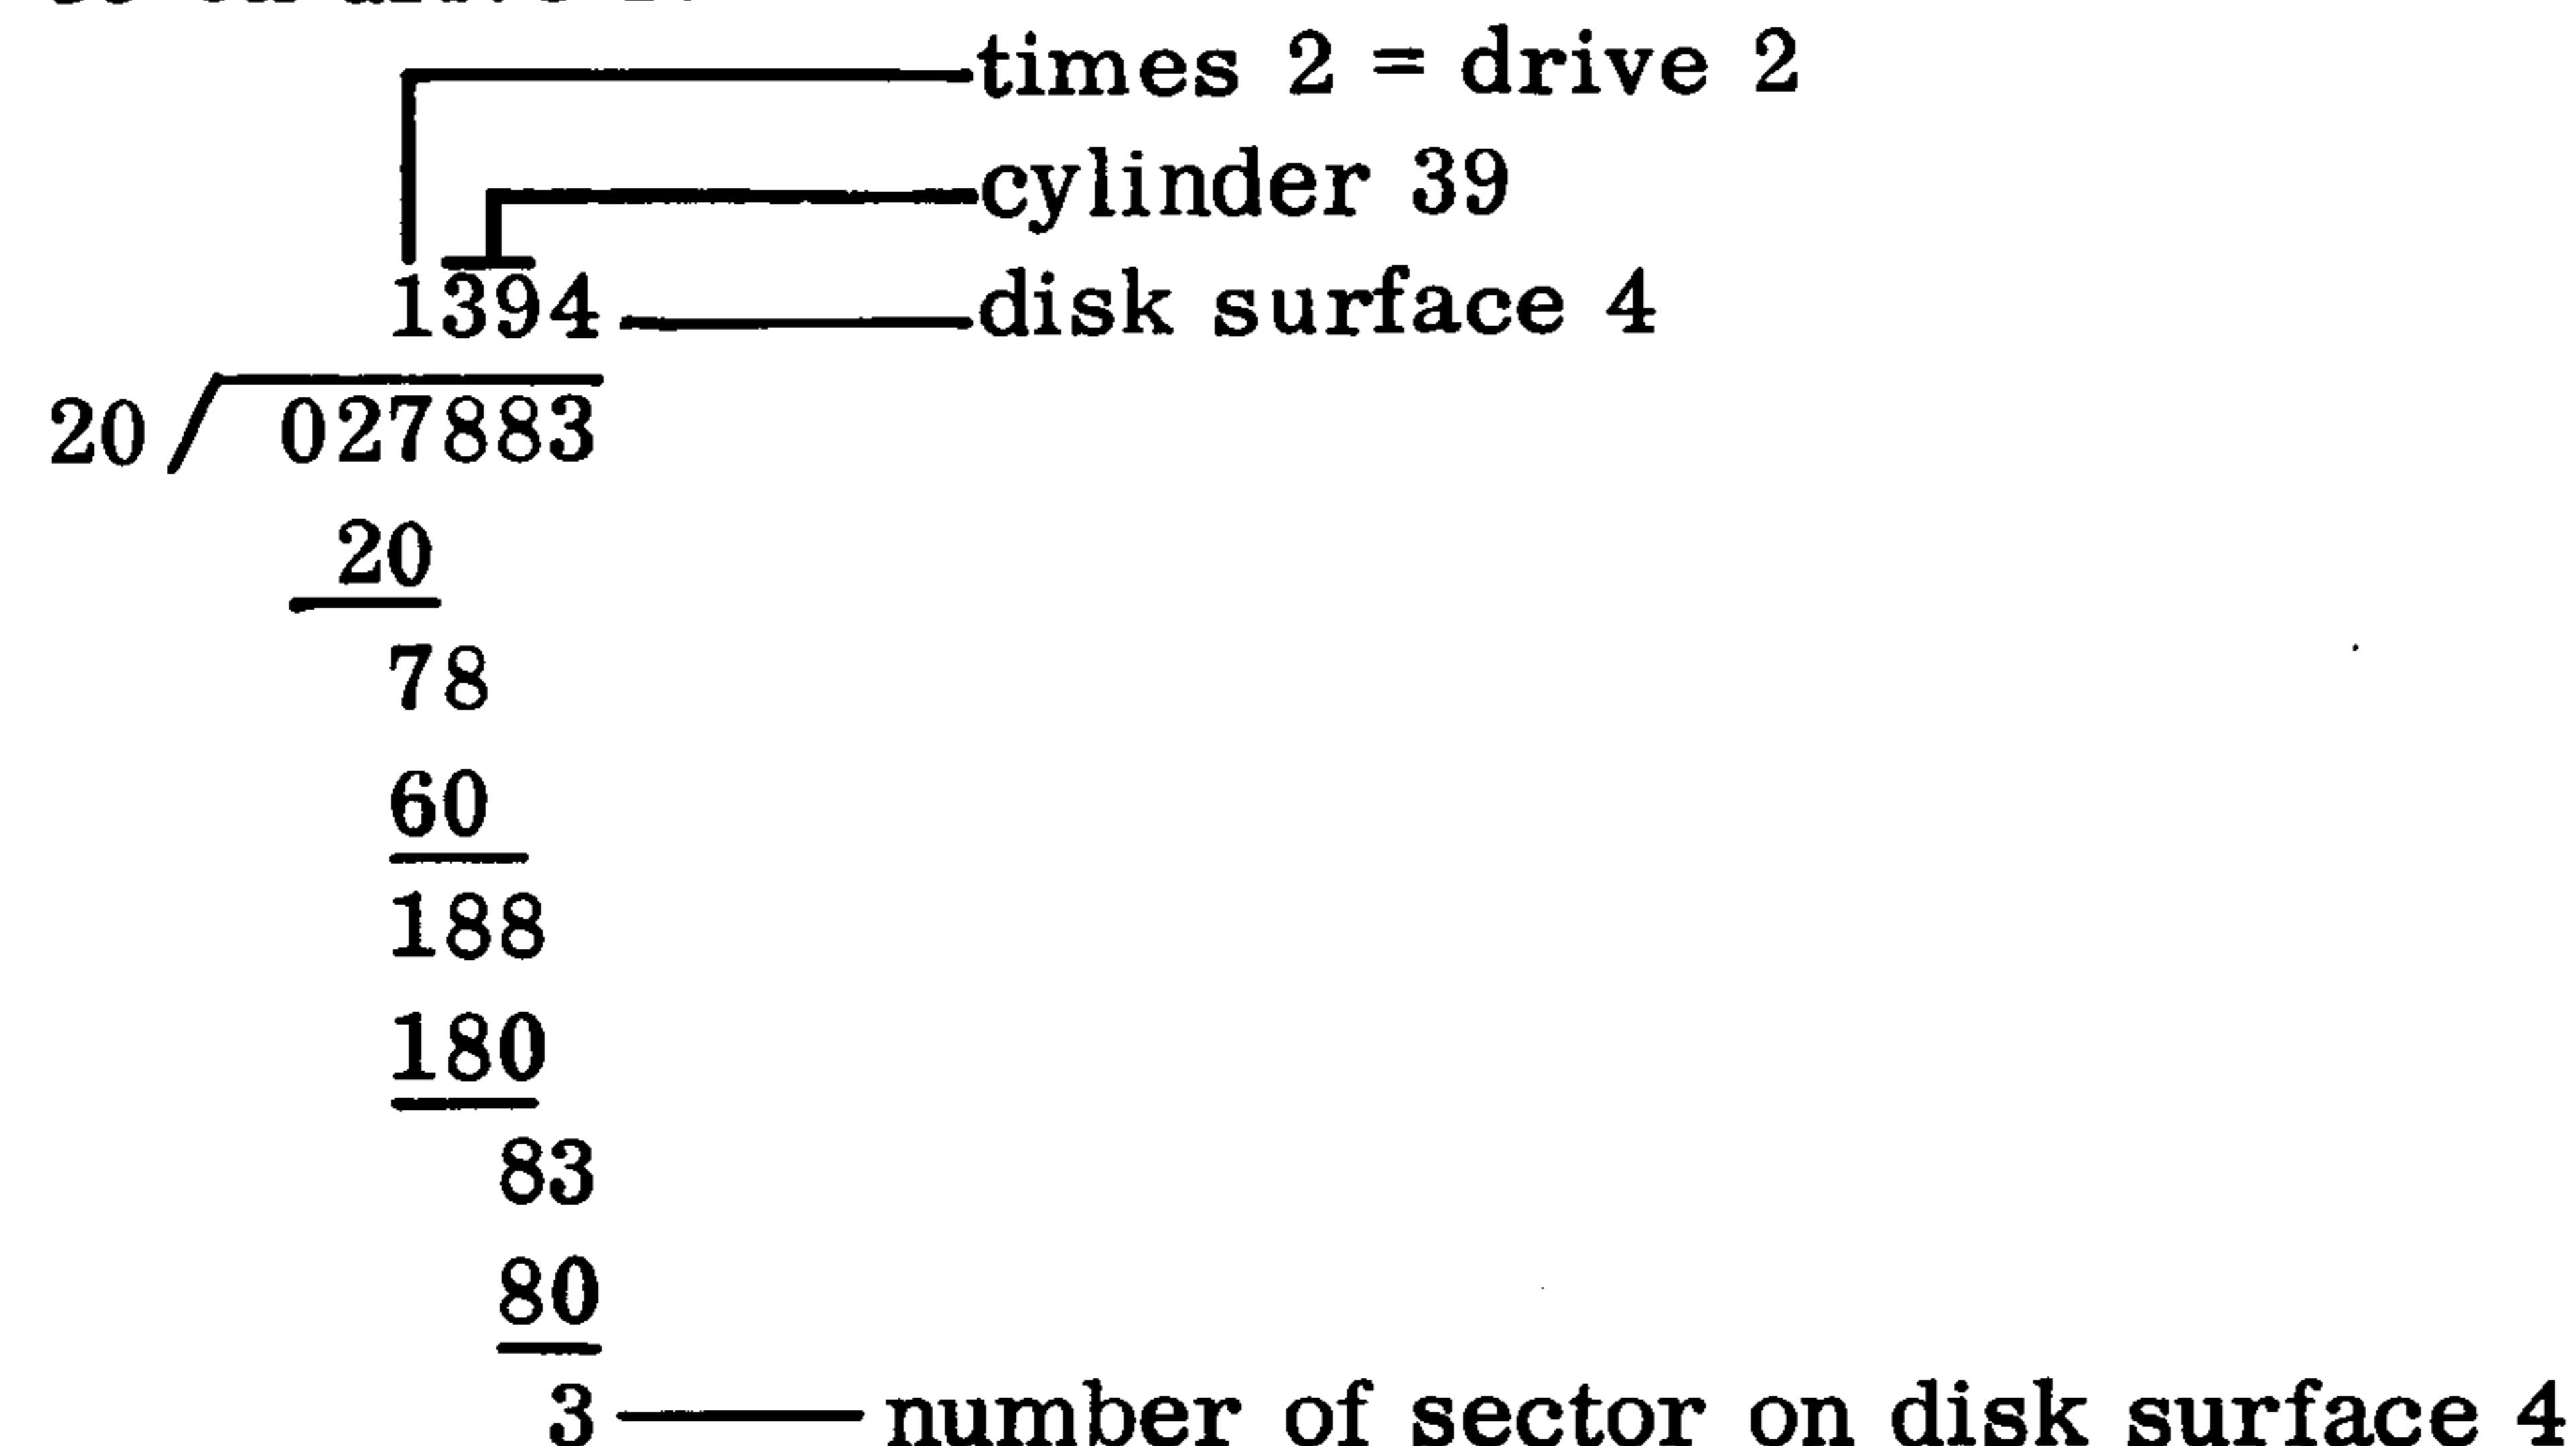 times 2 = drive 2
cylinder 39
1394 disk surface 4
20 027883
20
78
60
188
180
83
80
3 number of sector on disk surface 4